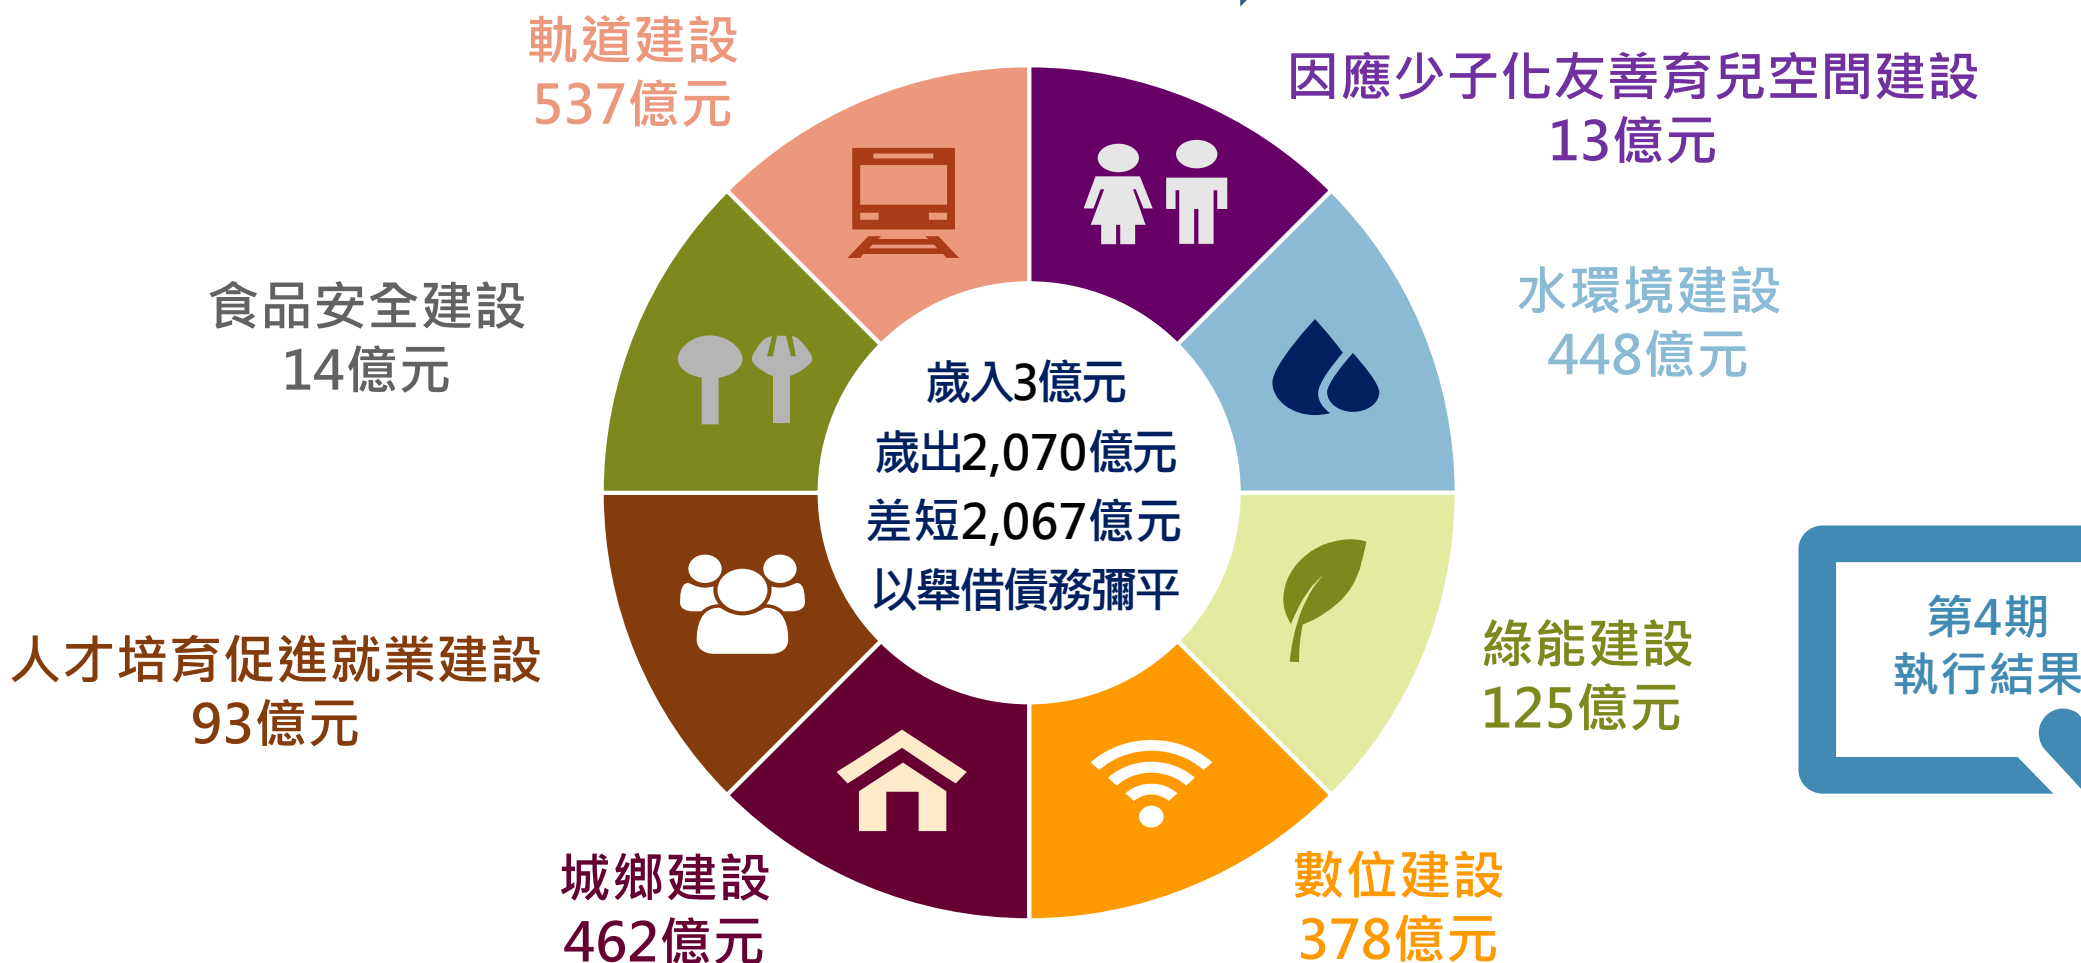 軌道建設
537億元
因應少子化友善育兒空間建設
13億元
食品安全建設
14億元
水環境建設
448億元
歲入3億元
歲出2,070億元
差短2,067億元
以舉借債務彌平
人才培育促進就業建設
93億元
綠能建設
125億元
第4期
執行結果
城鄉建設
462億元
數位建設
378億元